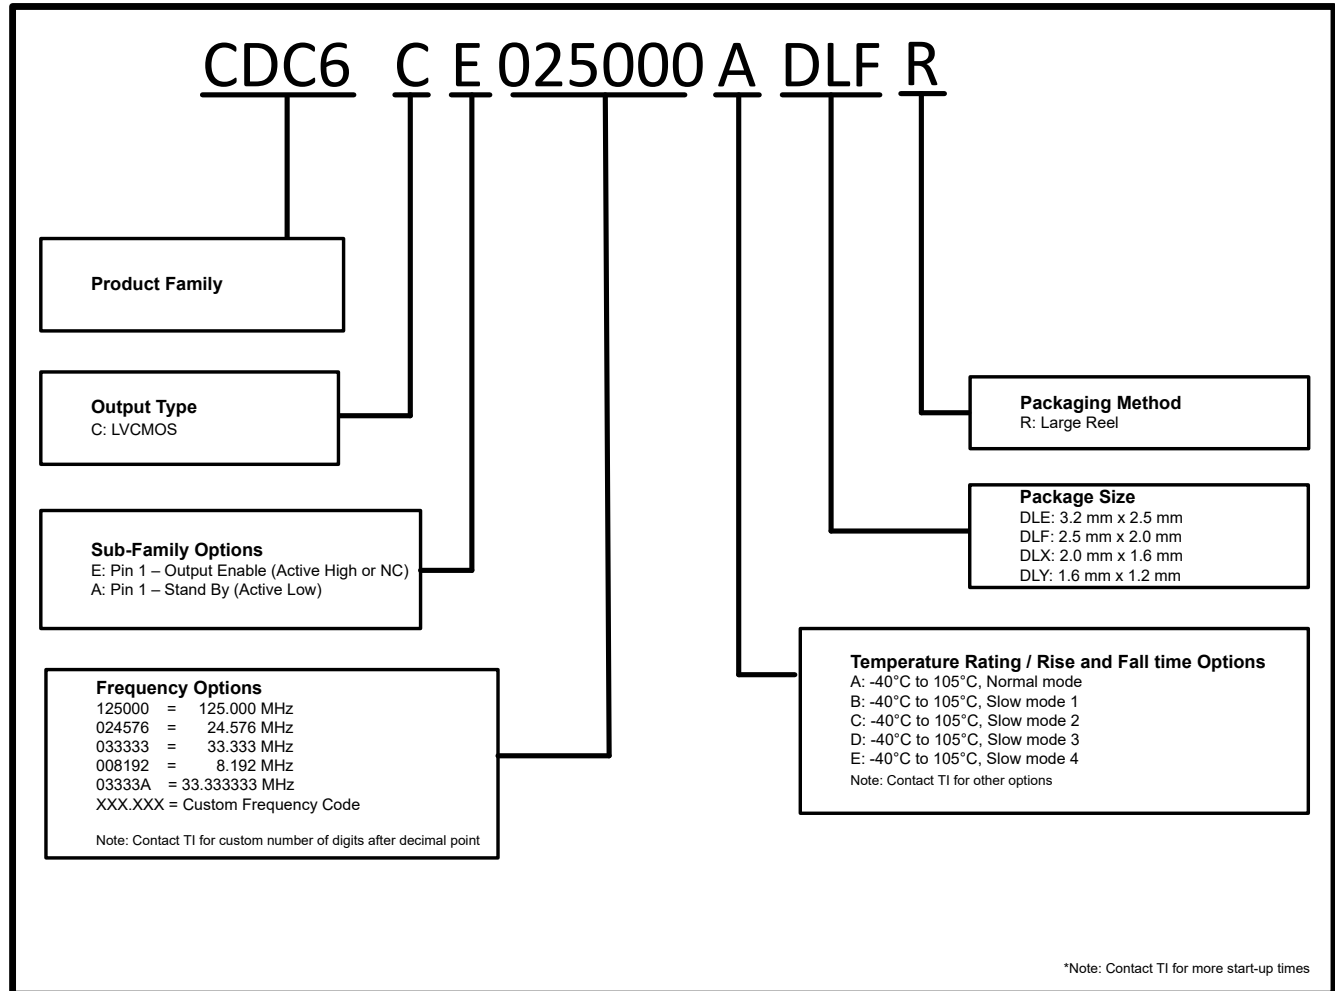 CDC6 C E 025000 A DLF R
Product Family
Output Type
C: LVCMOS
Sub-Family Options
E: Pin 1 – Output Enable (Active High or NC)
A: Pin 1 – Stand By (Active Low)
Frequency Options
125000 = 125.000 MHz
024576 = 24.576 MHz
033333 = 33.333 MHz
008192 = 8.192 MHz
03333A = 33.333333 MHz
XXX.XXX = Custom Frequency Code
Note: Contact TI for custom number of digits after decimal point
Packaging Method
R: Large Reel
Package Size
DLE: 3.2 mm x 2.5 mm
DLF: 2.5 mm x 2.0 mm
DLX: 2.0 mm x 1.6 mm
DLY: 1.6 mm x 1.2 mm
Temperature Rating / Rise and Fall time Options
A: -40°C to 105°C, Normal mode
B: -40°C to 105°C, Slow mode 1
C: -40°C to 105°C, Slow mode 2
D: -40°C to 105°C, Slow mode 3
E: -40°C to 105°C, Slow mode 4
Note: Contact TI for other options
*Note: Contact TI for more start-up times